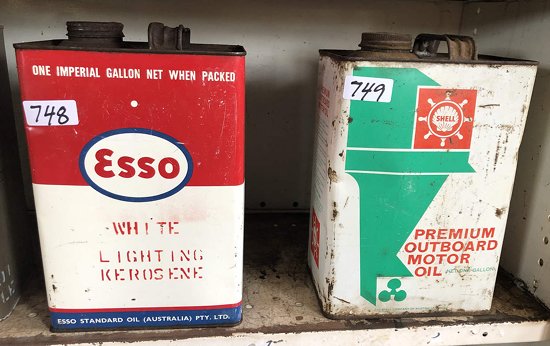 ONE IMPERIAL GALLON NET WHEN PACKED
748
Esso
WHITE
LIGHTING
KEROSENE
ESSO STANDARD OIL (AUSTRALIA) PTY. LTD.
749
SHELL
PREMIUM
OUTBOARD
MOTOR
OIL